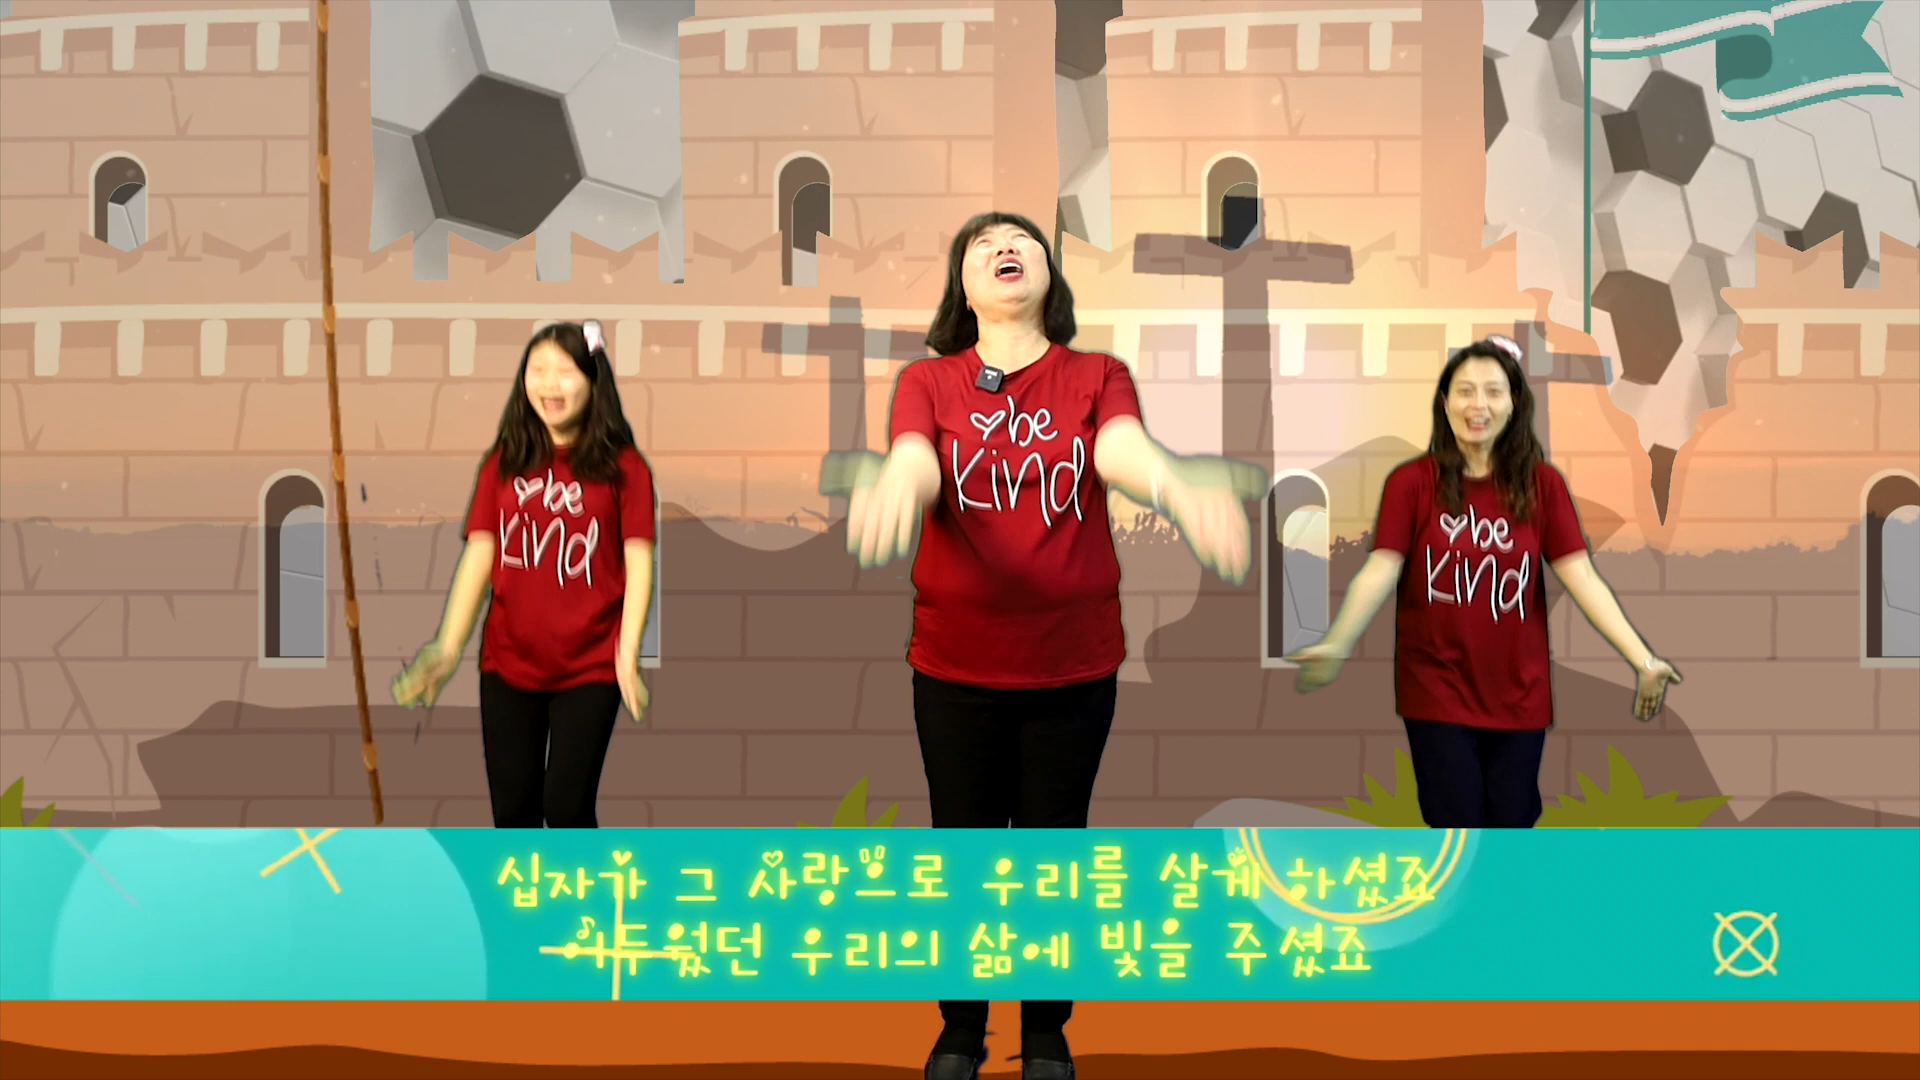 be
kind
be
kind
be
kind
십자가 그 사랑으로 우리를 살게 하셨죠
어두웠던 우리의 삶에 빛을 주셨죠